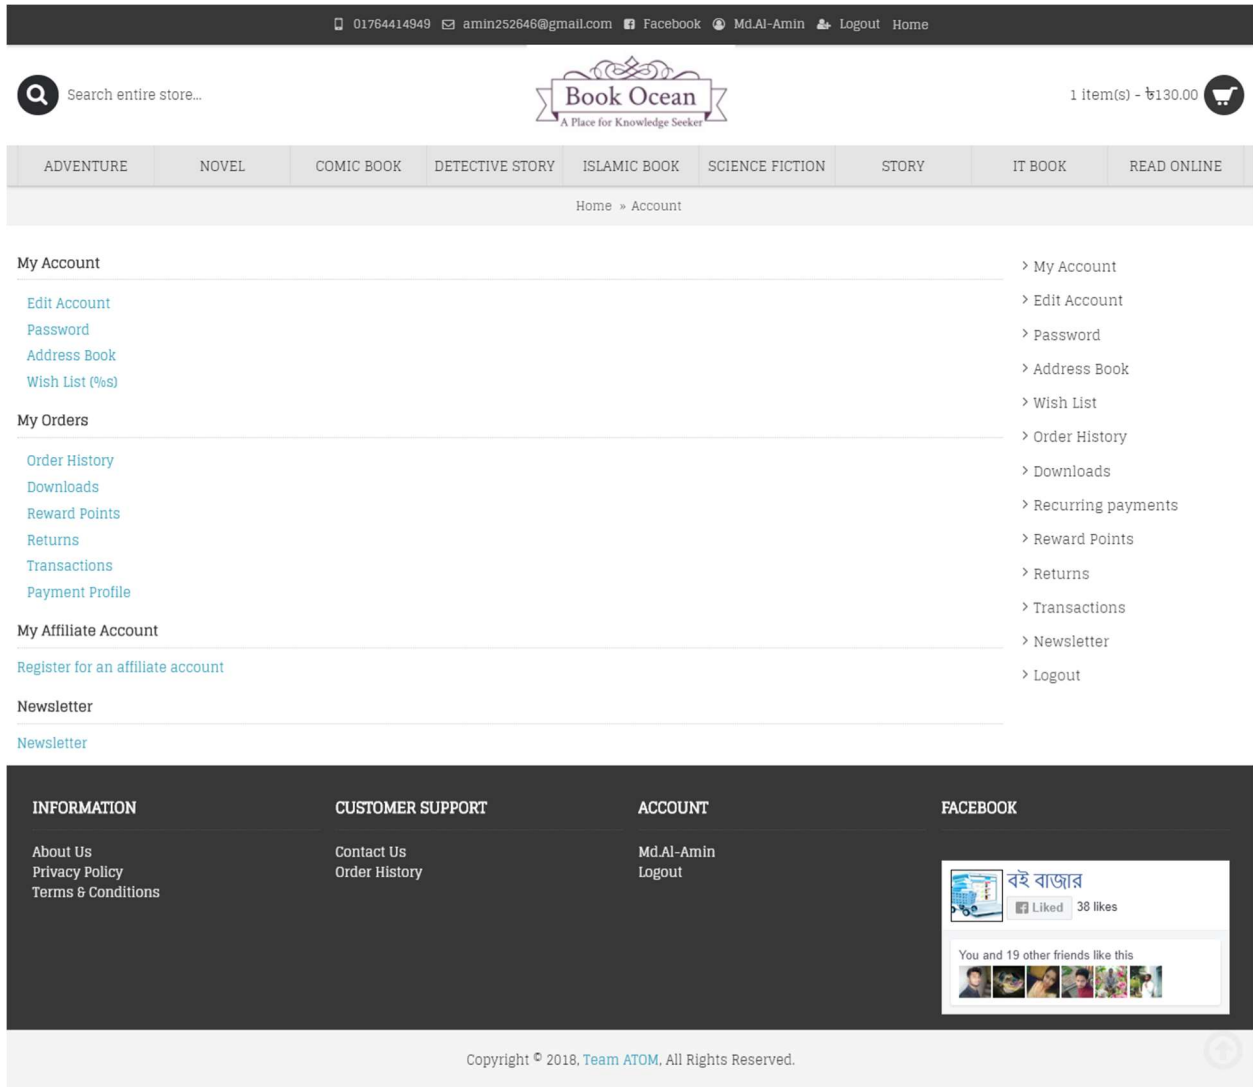 01764414949 amin252646@gmail.com Facebook Md.Al-Amin Logout Home
Search entire store...
Book Ocean
A Place for Knowledge Seeker
1 item(s) - ৳130.00
ADVENTURE NOVEL COMIC BOOK DETECTIVE STORY ISLAMIC BOOK SCIENCE FICTION STORY IT BOOK READ ONLINE
Home » Account
My Account
Edit Account
Password
Address Book
Wish List (%s)
My Orders
Order History
Downloads
Reward Points
Returns
Transactions
Payment Profile
My Affiliate Account
Register for an affiliate account
Newsletter
Newsletter
> My Account
> Edit Account
> Password
> Address Book
> Wish List
> Order History
> Downloads
> Recurring payments
> Reward Points
> Returns
> Transactions
> Newsletter
> Logout
INFORMATION
About Us
Privacy Policy
Terms & Conditions
CUSTOMER SUPPORT
Contact Us
Order History
ACCOUNT
Md.Al-Amin
Logout
FACEBOOK
বই বাজার
Liked 38 likes
You and 19 other friends like this
Copyright © 2018, Team ATOM, All Rights Reserved.